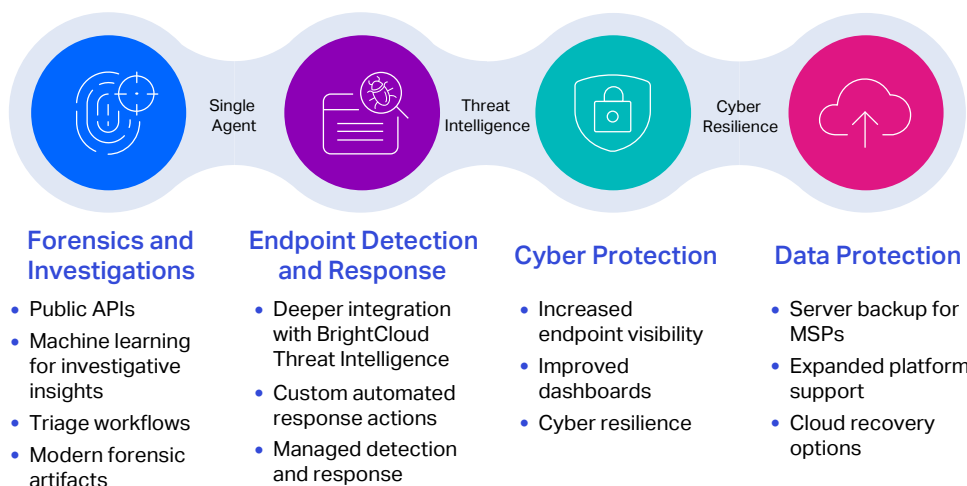 Single
Agent
Threat
Intelligence
Cyber
Resilience
Forensics and
Investigations
• Public APIs
• Machine learning
for investigative
insights
• Triage workflows
• Modern forensic
artifacts
Endpoint Detection
and Response
• Deeper integration
with BrightCloud
Threat Intelligence
• Custom automated
response actions
• Managed detection
and response
Cyber Protection
• Increased
endpoint visibility
• Improved
dashboards
• Cyber resilience
Data Protection
• Server backup for
MSPs
• Expanded platform
support
• Cloud recovery
options